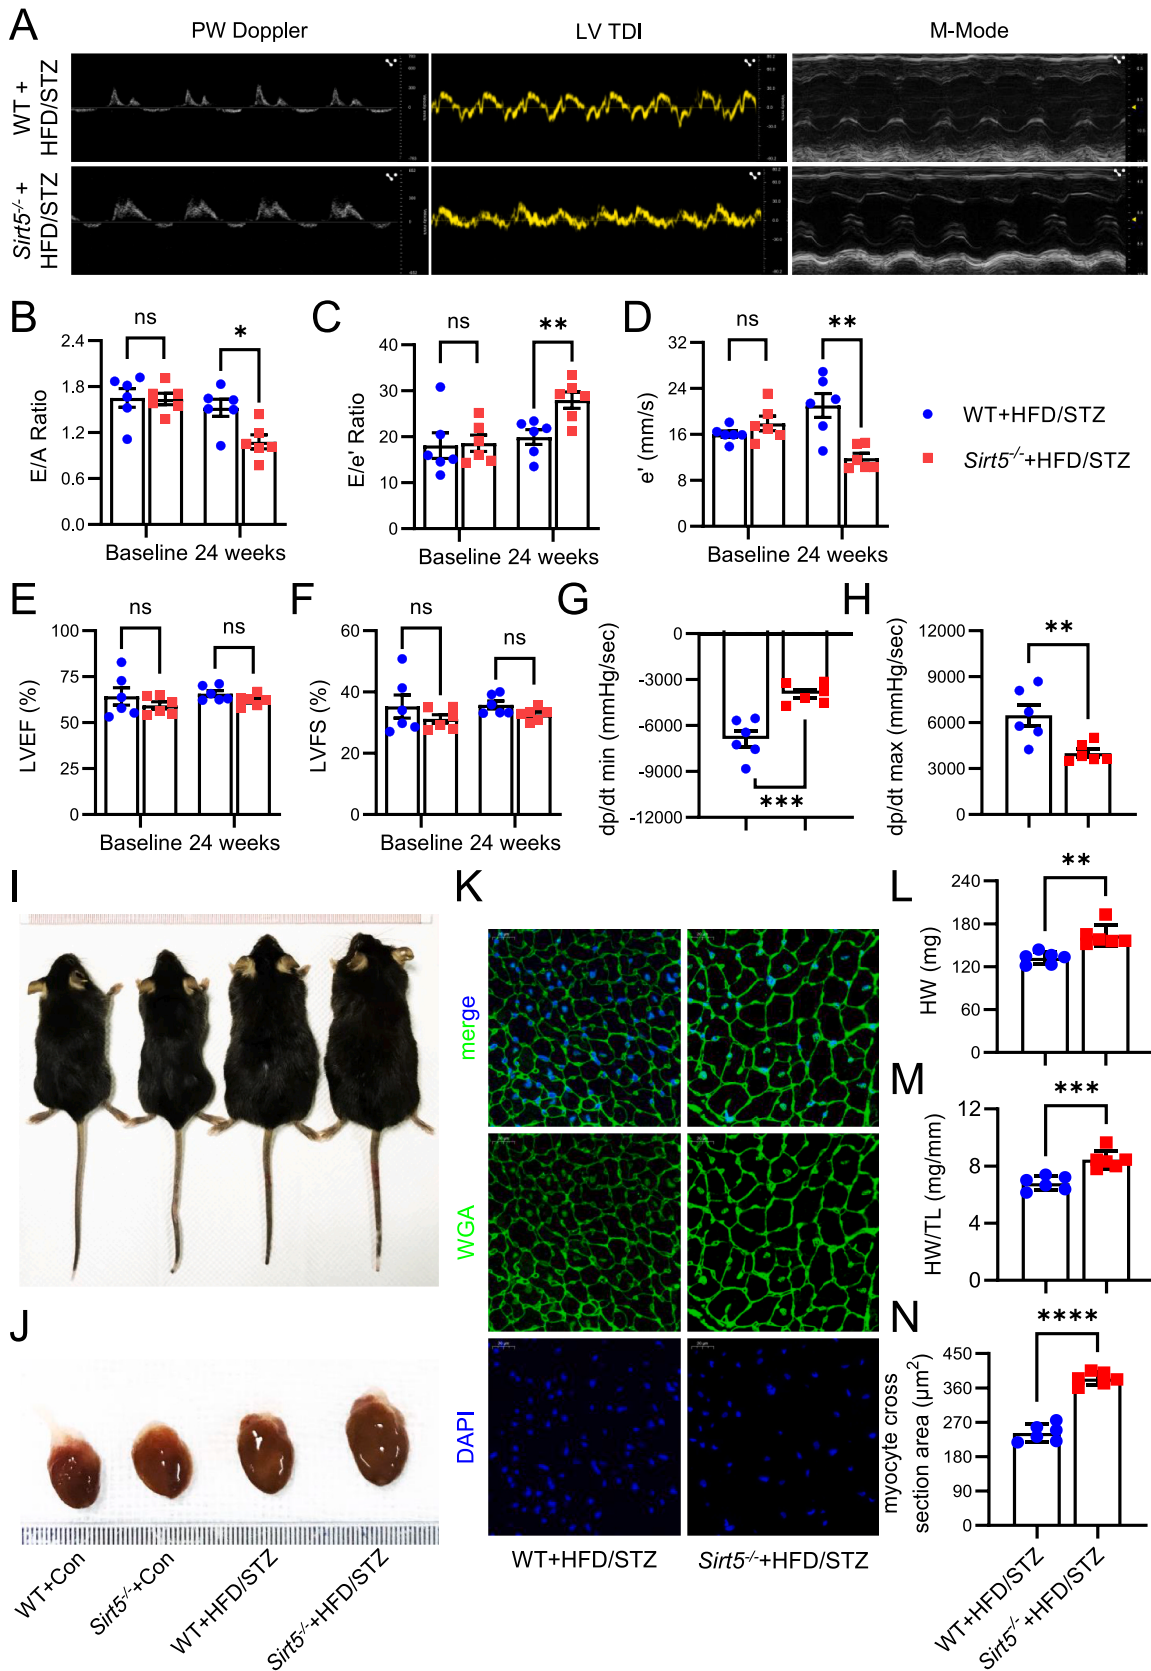 A
PW Doppler
LV TDI
M-Mode
WT +
HFD/STZ
Sirt5-/- +
HFD/STZ
B
ns
*
2.4
1.8
1.2
0.6
0.0
E/A Ratio
Baseline 24 weeks
C
ns
**
40
30
20
10
0
E/e' Ratio
Baseline 24 weeks
D
ns
**
32
24
16
8
0
e' (mm/s)
Baseline 24 weeks
WT+HFD/STZ
Sirt5-/-+HFD/STZ
E
ns
ns
100
75
50
25
0
LVEF (%)
Baseline 24 weeks
F
ns
ns
60
40
20
0
LVFS (%)
Baseline 24 weeks
G
0
-3000
-6000
-9000
-12000
dp/dt min (mmHg/sec)
***
H
**
12000
9000
6000
3000
0
dp/dt max (mmHg/sec)
I
J
WT+Con
Sirt5-/-+Con
WT+HFD/STZ
Sirt5-/-+HFD/STZ
K
merge
WGA
DAPI
WT+HFD/STZ
Sirt5-/-+HFD/STZ
L
**
240
180
120
60
0
HW (mg)
M
***
12
8
4
0
HW/TL (mg/mm)
N
****
450
360
270
180
90
0
myocyte cross
section area (µm²)
WT+HFD/STZ
Sirt5-/-+HFD/STZ